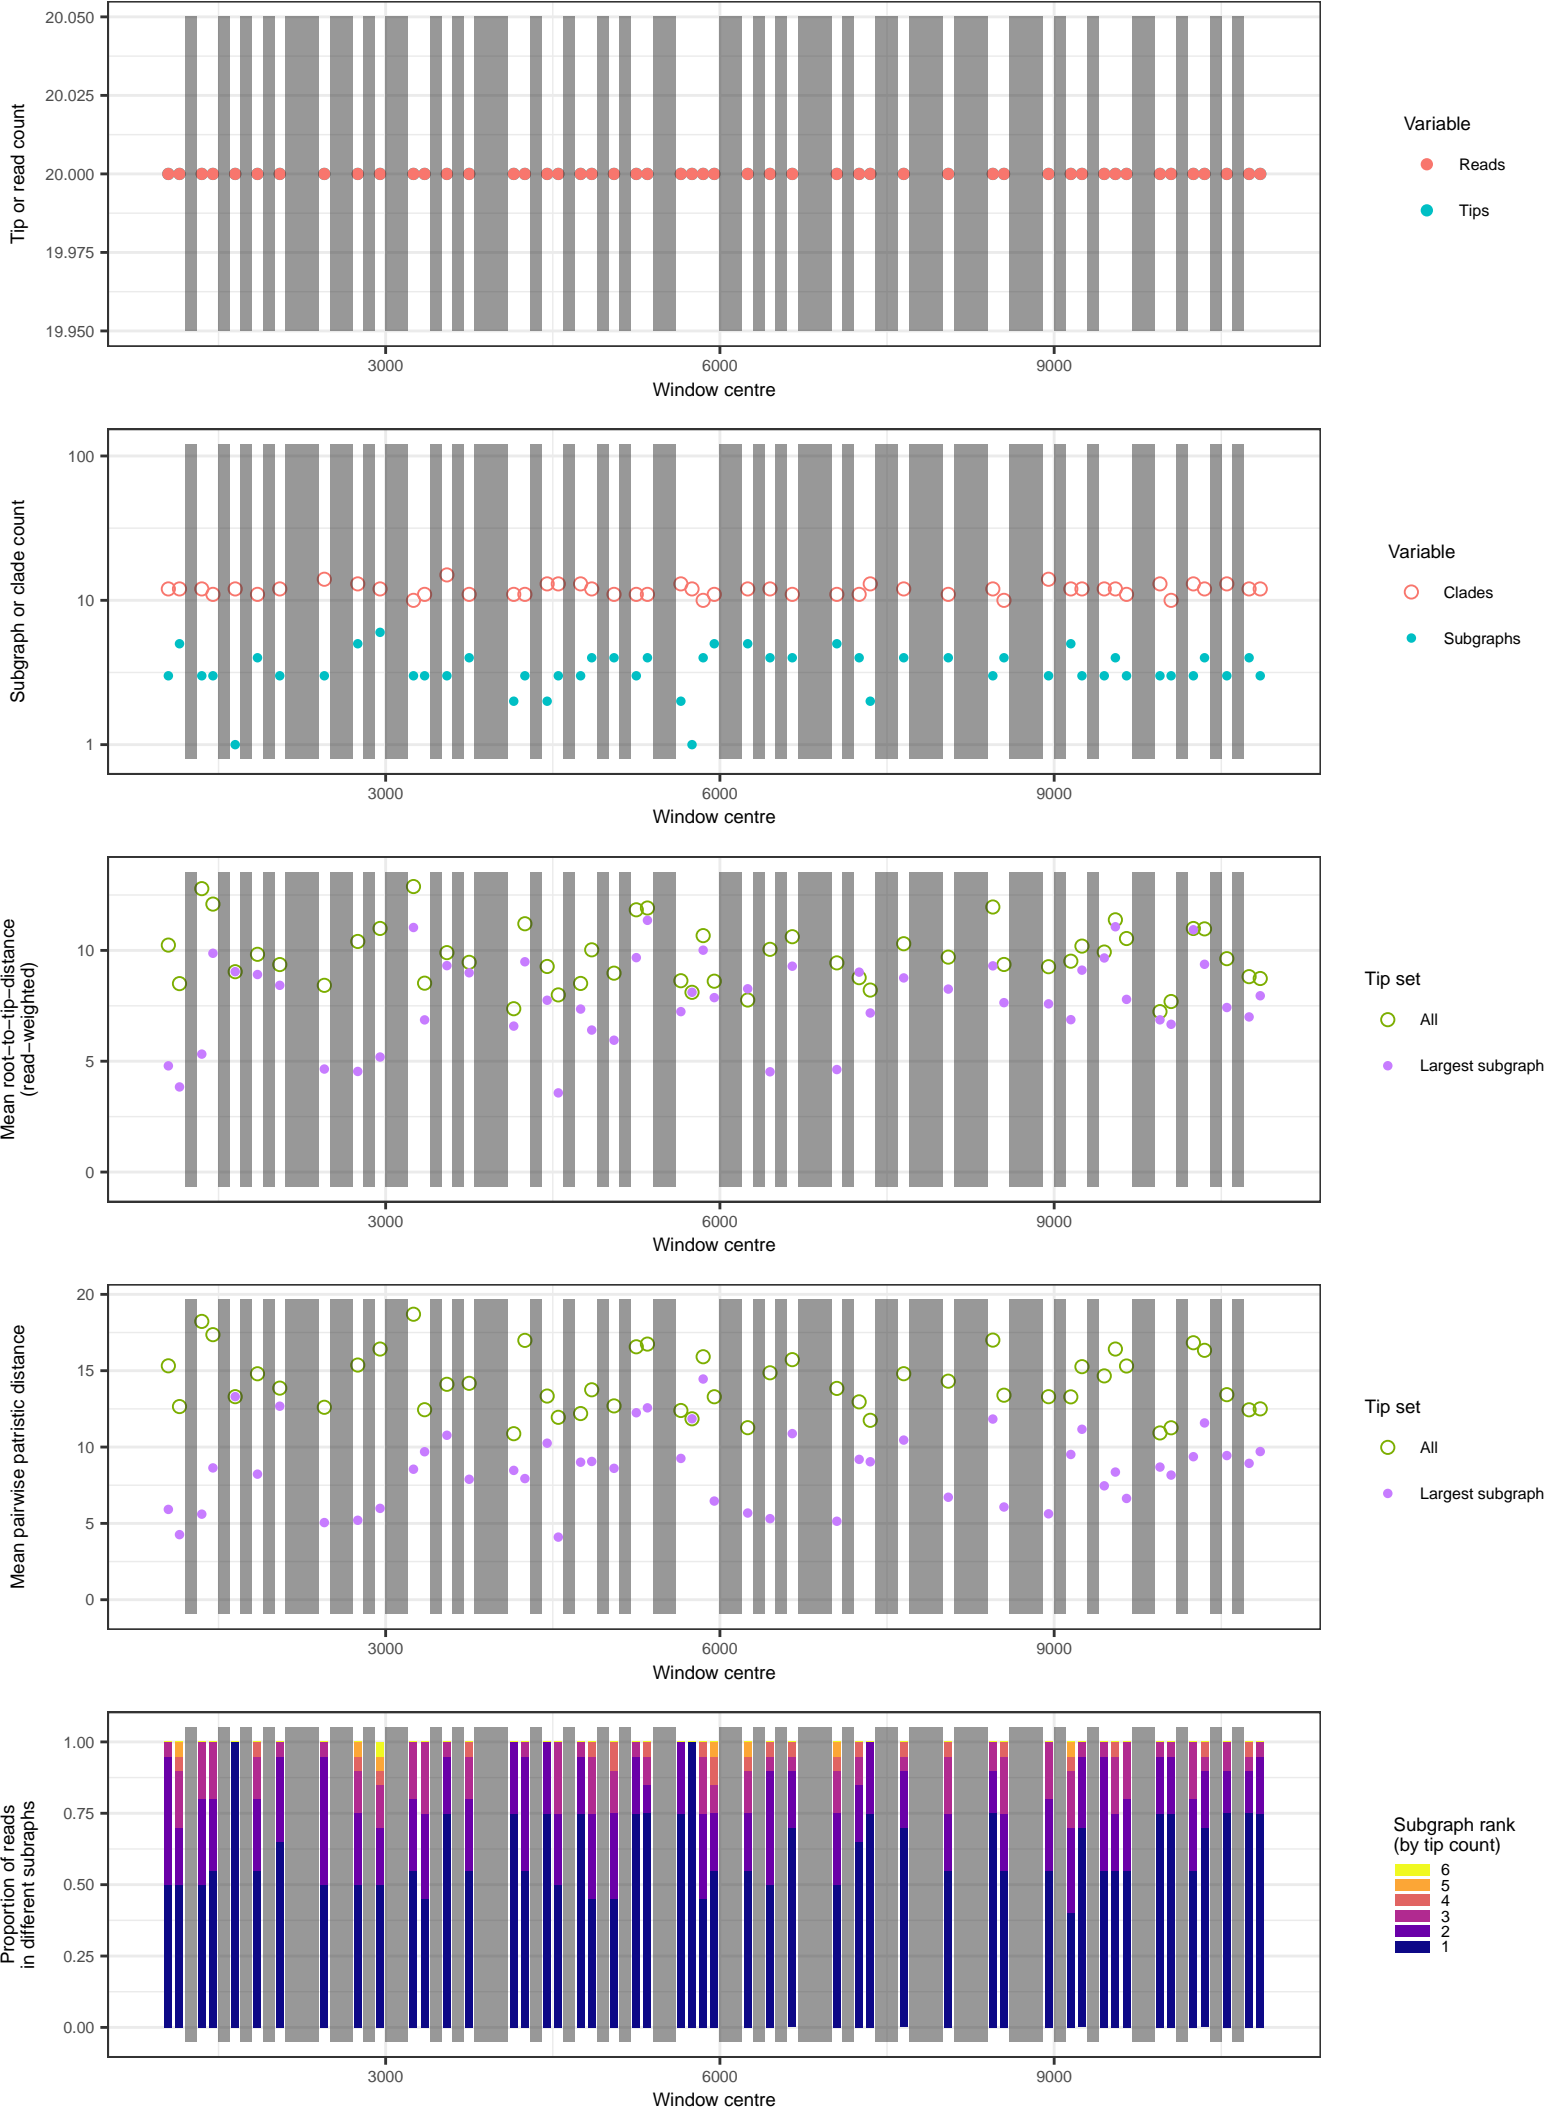 20.050
20.025
20.000
19.975
19.950
Tip or read count
3000
6000
9000
Window centre
Variable
Reads
Tips
100
10
1
Subgraph or clade count
3000
6000
9000
Window centre
Variable
Clades
Subgraphs
10
5
0
Mean root−to−tip−distance
(read−weighted)
3000
6000
9000
Window centre
Tip set
All
Largest subgraph
20
15
10
5
0
Mean pairwise patristic distance
3000
6000
9000
Window centre
Tip set
All
Largest subgraph
1.00
0.75
0.50
0.25
0.00
Proportion of reads
in different subraphs
3000
6000
9000
Window centre
Subgraph rank
(by tip count)
6
5
4
3
2
1